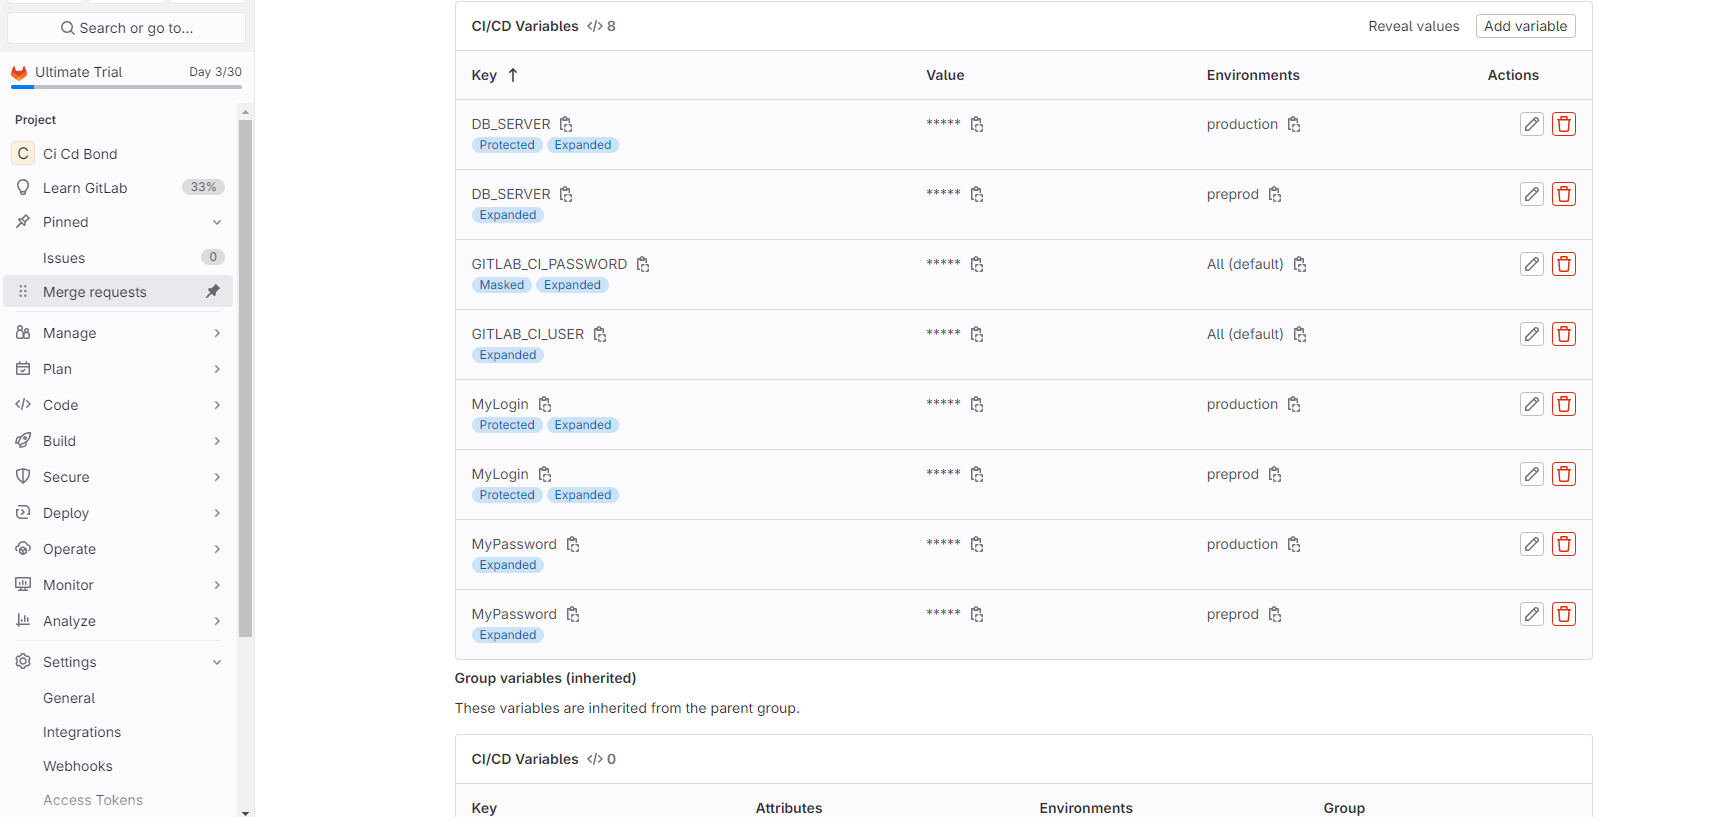 Search or go to...
Ultimate Trial Day 3/30
Project
C Ci Cd Bond
Learn GitLab 33%
Pinned
Issues 0
Merge requests
Manage
Plan
Code
Build
Secure
Deploy
Operate
Monitor
Analyze
Settings
General
Integrations
Webhooks
Access Tokens
CI/CD Variables 8 Reveal values Add variable
Key Value Environments Actions
DB_SERVER ***** production
Protected Expanded
DB_SERVER ***** preprod
Expanded
GITLAB_CI_PASSWORD ***** All (default)
Masked Expanded
GITLAB_CI_USER ***** All (default)
Expanded
MyLogin ***** production
Protected Expanded
MyLogin ***** preprod
Protected Expanded
MyPassword ***** production
Expanded
MyPassword ***** preprod
Expanded
Group variables (inherited)
These variables are inherited from the parent group.
CI/CD Variables 0
Key Attributes Environments Group